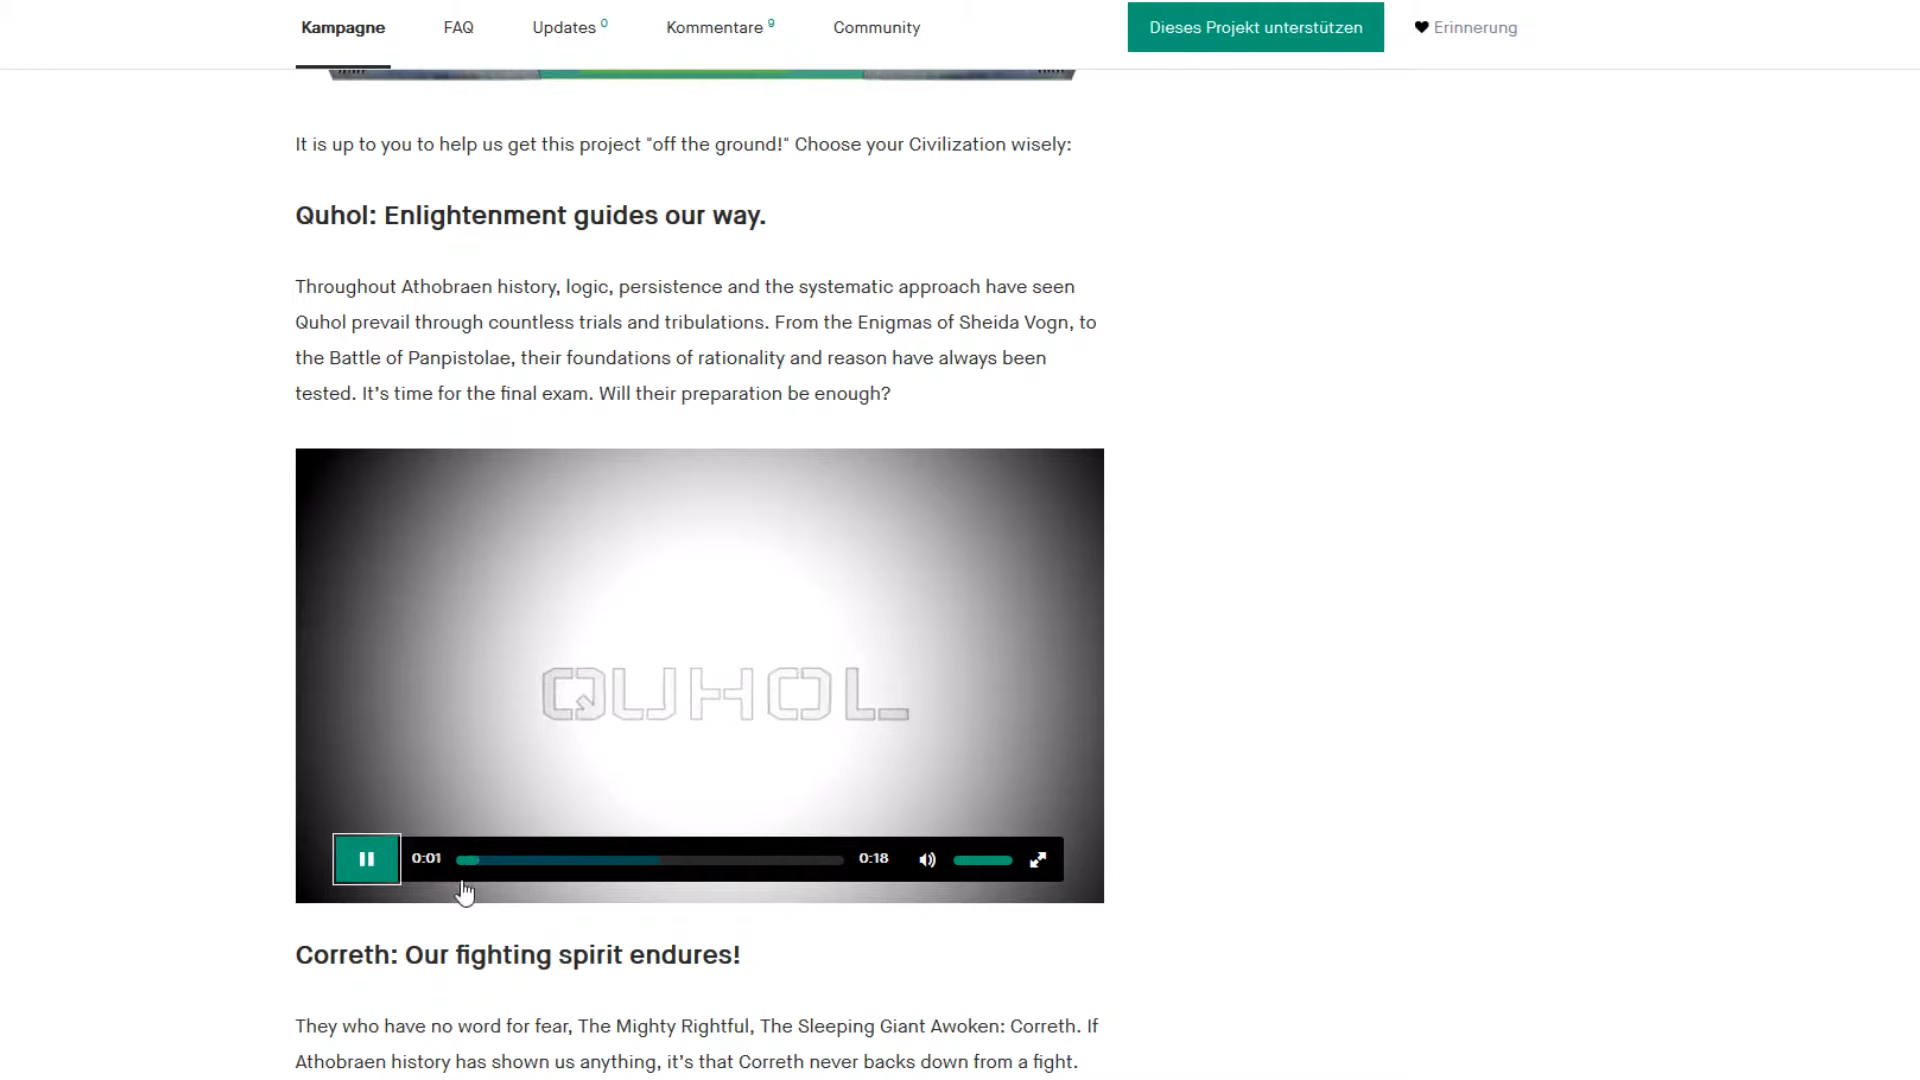 Kampagne FAQ Updates 0 Kommentare 9 Community Dieses Projekt unterstützen Erinnerung
It is up to you to help us get this project "off the ground!" Choose your Civilization wisely:
Quhol: Enlightenment guides our way.
Throughout Athobraen history, logic, persistence and the systematic approach have seen
Quhol prevail through countless trials and tribulations. From the Enigmas of Sheida Vogn, to
the Battle of Panpistolae, their foundations of rationality and reason have always been
tested. It’s time for the final exam. Will their preparation be enough?
QUHOL
0:01 0:18
Correth: Our fighting spirit endures!
They who have no word for fear, The Mighty Rightful, The Sleeping Giant Awoken: Correth. If
Athobraen history has shown us anything, it’s that Correth never backs down from a fight.